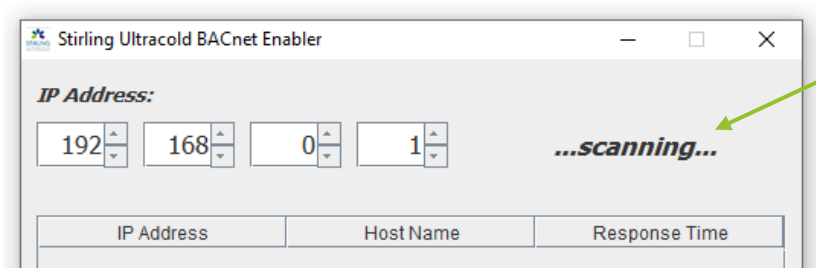 Stirling Ultracold BACnet Enabler
IP Address:
192 168 0 1 ...scanning...
IP Address Host Name Response Time